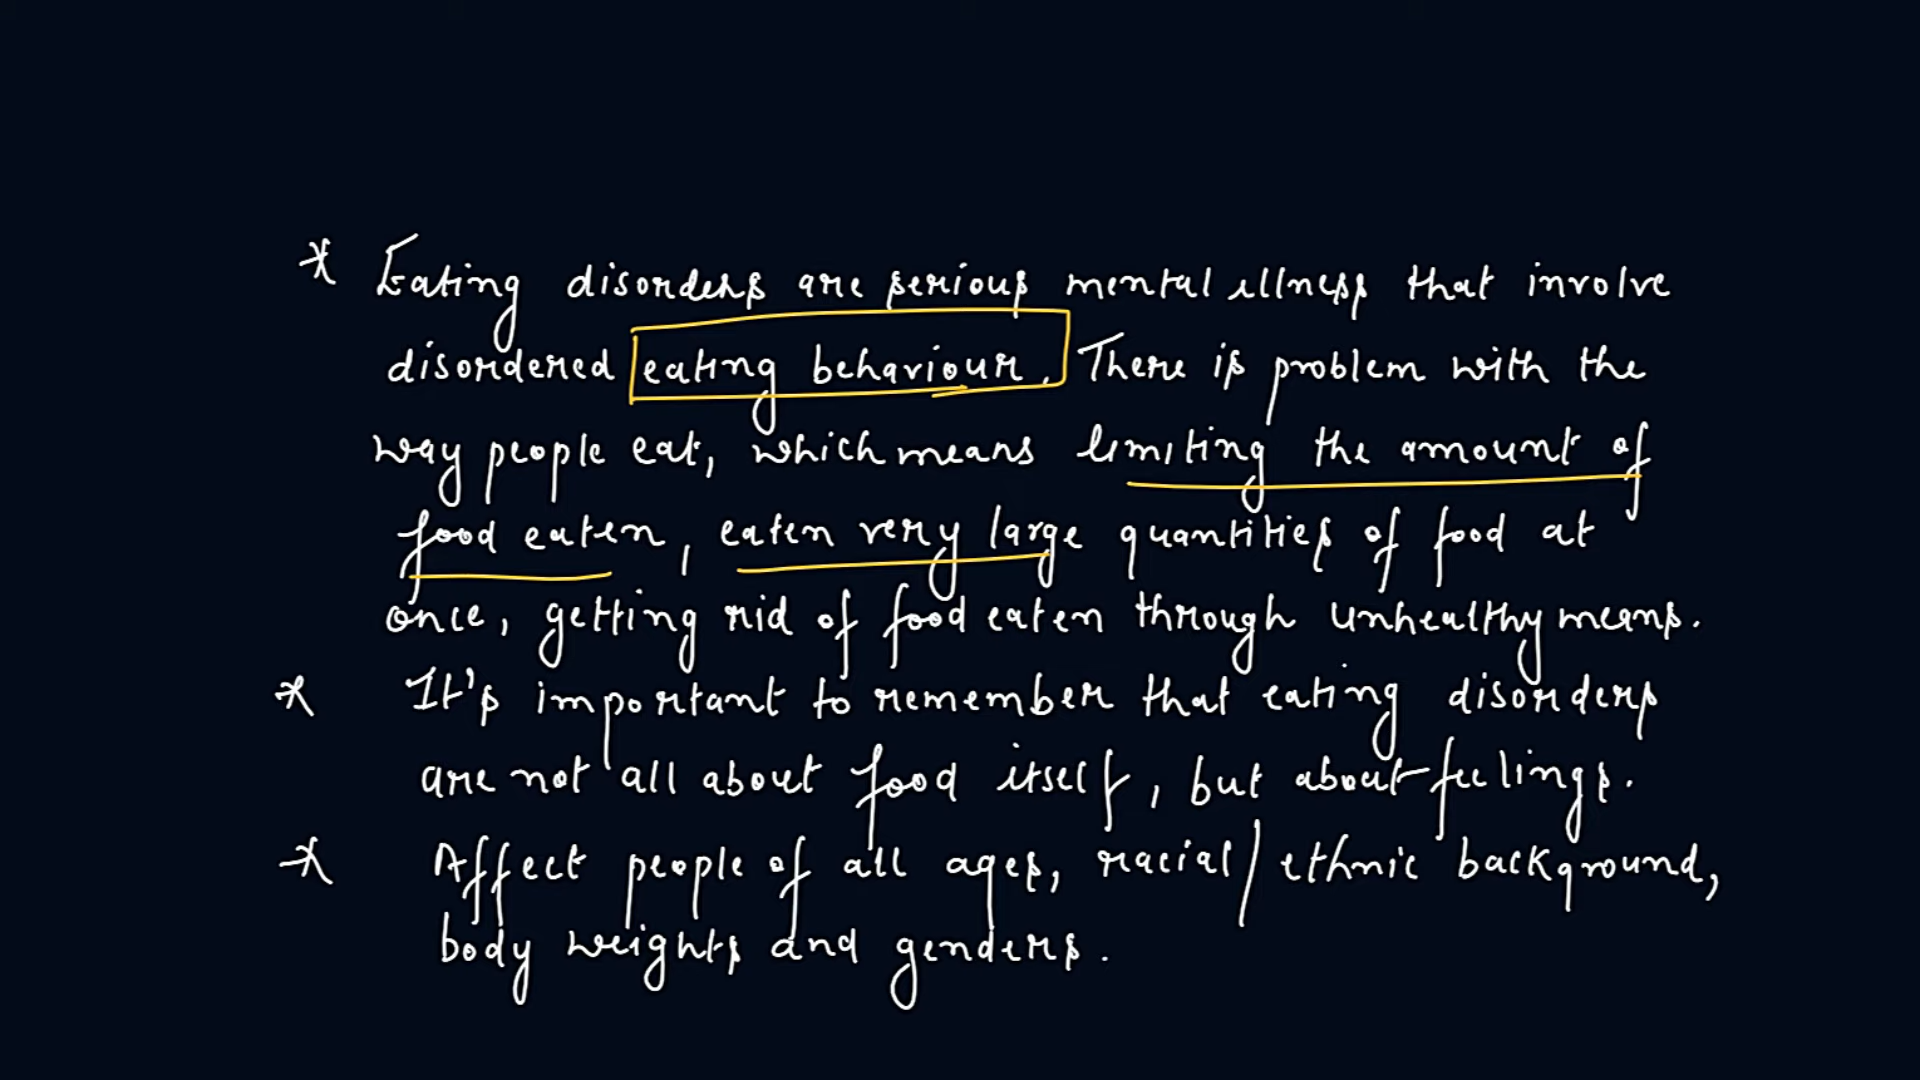 * Eating disorders are serious mental illness that involve
disordered eating behaviour. There is problem with the
way people eat, which means limiting the amount of
food eaten, eaten very large quantities of food at
once, getting rid of food eaten through unhealthy means.
* It's important to remember that eating disorders
are not all about food itself, but about feelings.
* Affect people of all ages, racial/ethnic background,
body weights and genders.